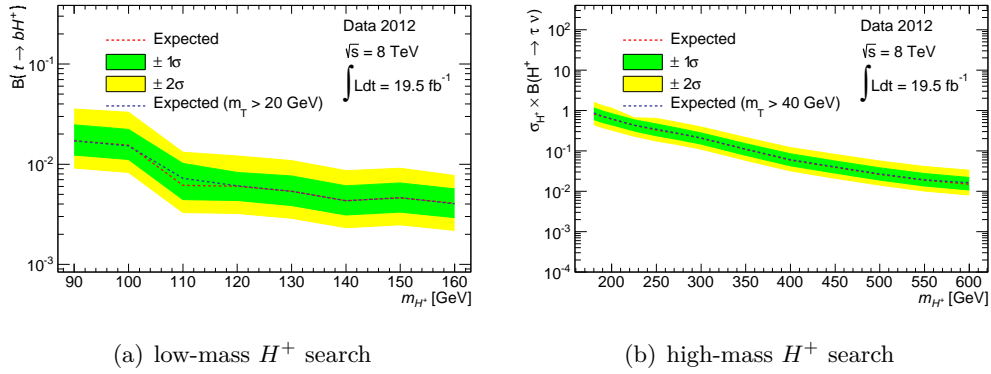 B( t → bH⁺)
10⁻¹
10⁻²
10⁻³
Expected
± 1σ
± 2σ
Expected (m_T > 20 GeV)
Data 2012
√s = 8 TeV
∫ Ldt = 19.5 fb⁻¹
90 100 110 120 130 140 150 160
m_H⁺ [GeV]
(a) low-mass H⁺ search
σ_H⁺ × B(H⁺ → τ ν)
10²
10
1
10⁻¹
10⁻²
10⁻³
10⁻⁴
Expected
± 1σ
± 2σ
Expected (m_T > 40 GeV)
Data 2012
√s = 8 TeV
∫ Ldt = 19.5 fb⁻¹
200 250 300 350 400 450 500 550 600
m_H⁺ [GeV]
(b) high-mass H⁺ search